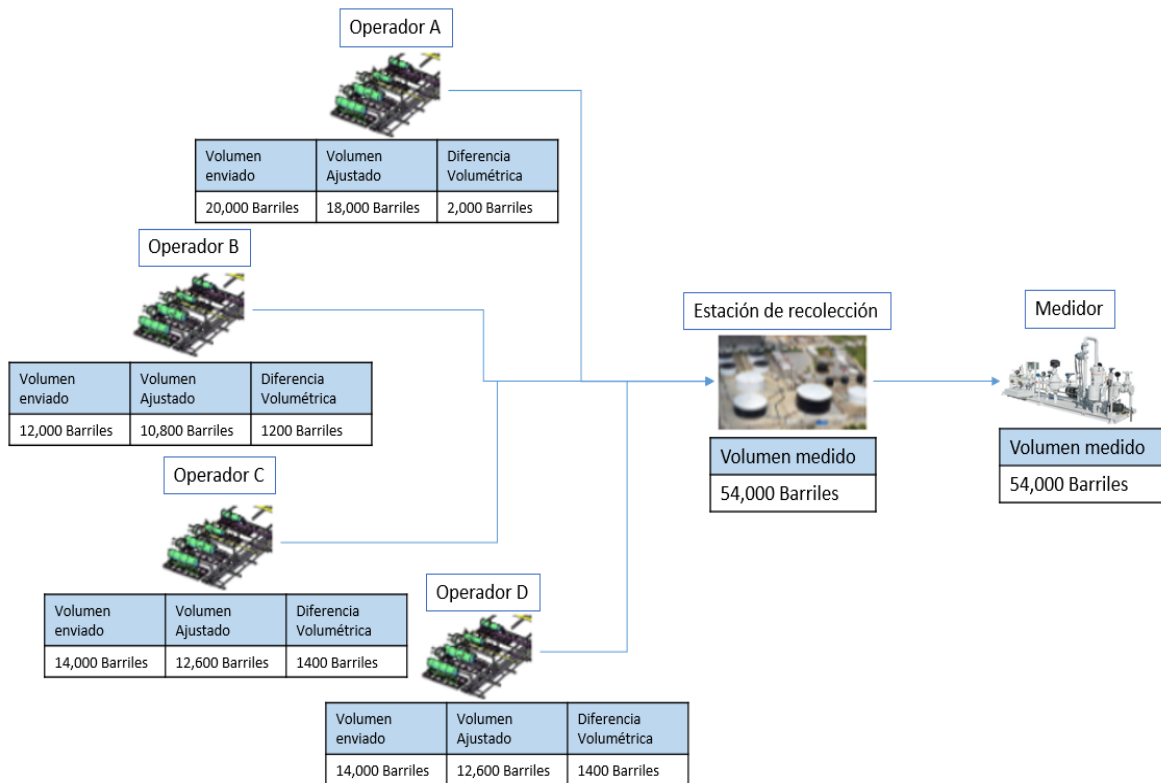 Operador A
Volumen enviado
Volumen Ajustado
Diferencia Volumétrica
20,000 Barriles
18,000 Barriles
2,000 Barriles
Operador B
Volumen enviado
Volumen Ajustado
Diferencia Volumétrica
12,000 Barriles
10,800 Barriles
1200 Barriles
Estación de recolección
Volumen medido
54,000 Barriles
Medidor
Volumen medido
54,000 Barriles
Operador C
Volumen enviado
Volumen Ajustado
Diferencia Volumétrica
14,000 Barriles
12,600 Barriles
1400 Barriles
Operador D
Volumen enviado
Volumen Ajustado
Diferencia Volumétrica
14,000 Barriles
12,600 Barriles
1400 Barriles